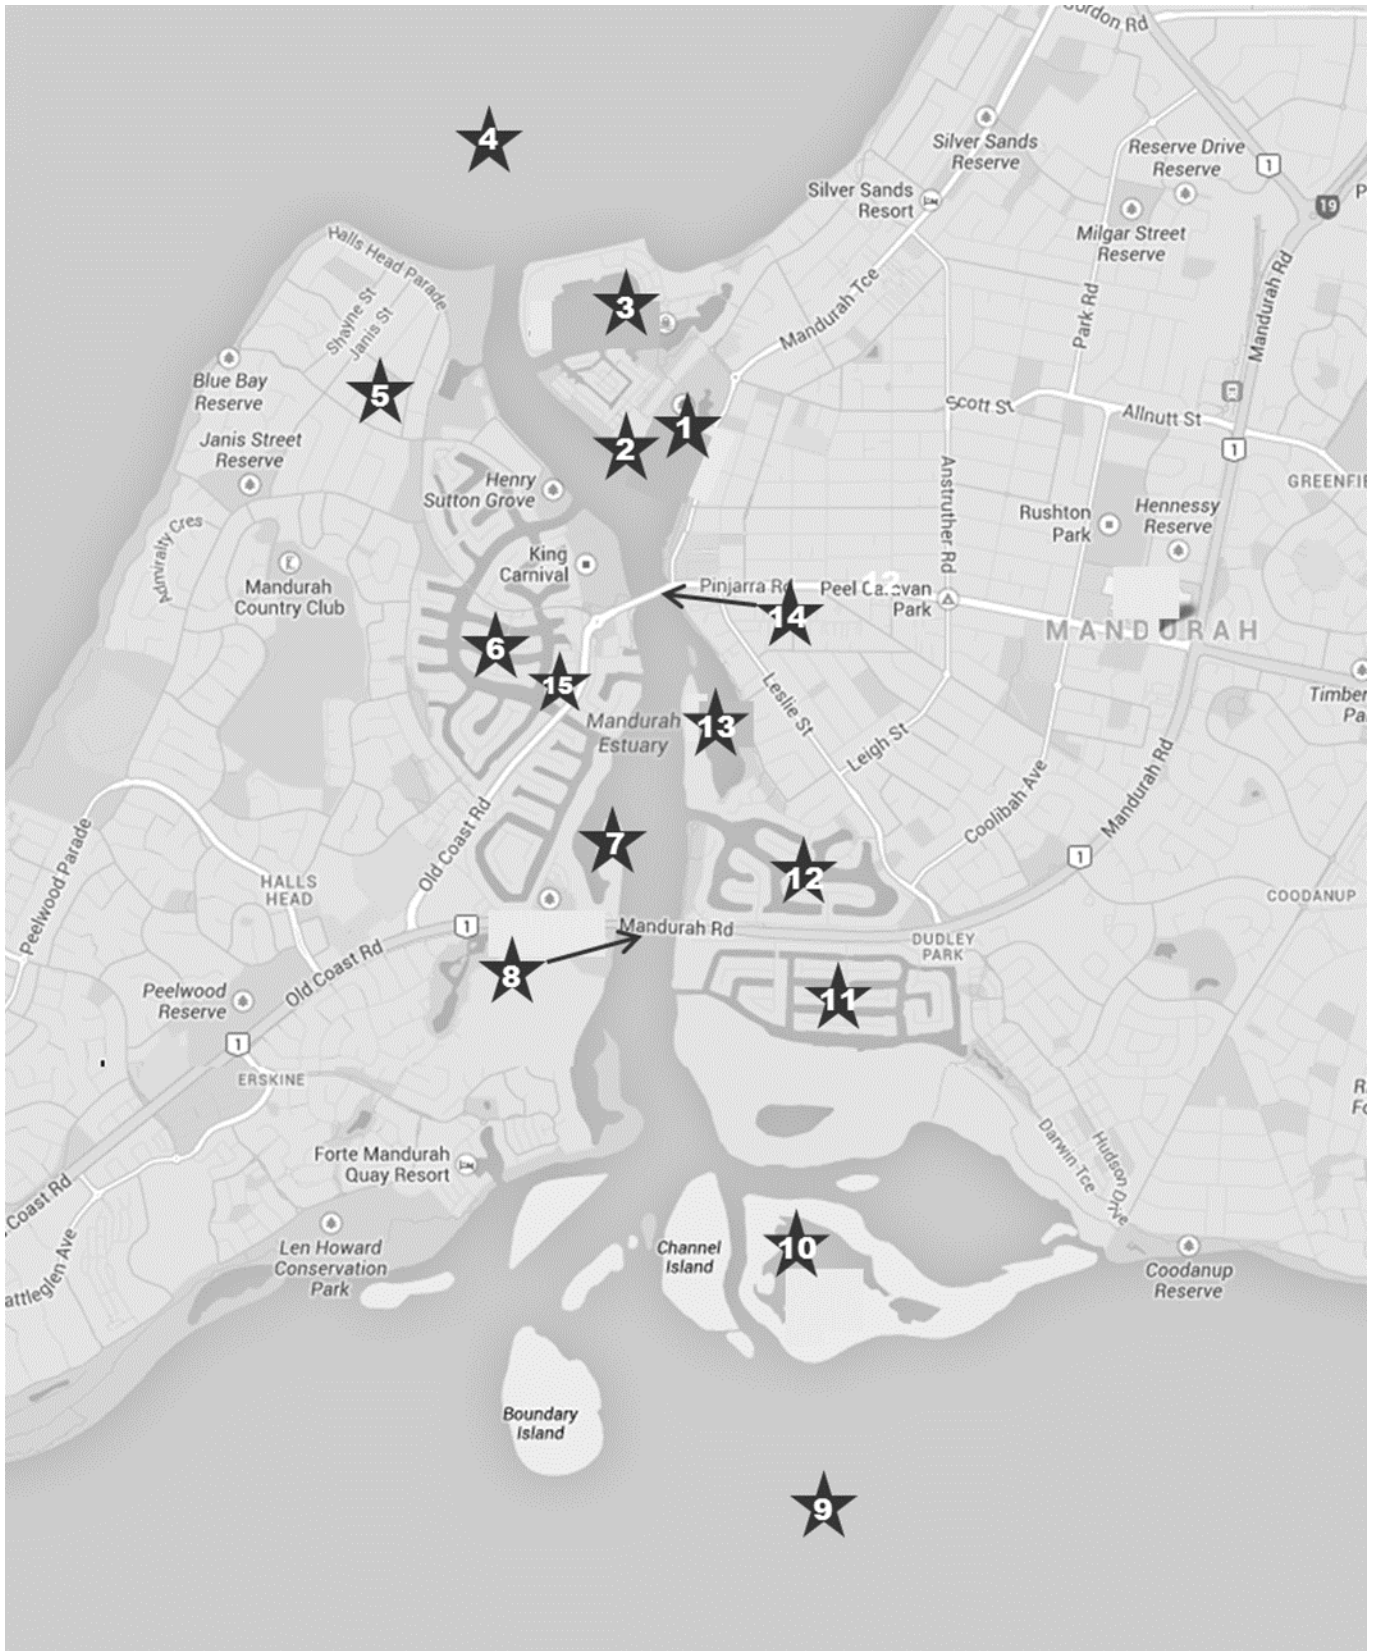 Gordon Rd
4
Silver Sands
Reserve
Reserve Drive
Reserve
1
Silver Sands
Resort
19
P
Milgar Street
Reserve
Halls Head Parade
Shayne St
Janis St
3
Mandurah Tce
Park Rd
Mandurah Rd
Blue Bay
Reserve
5
Scott St
Allnutt St
1
2
1
Janis Street
Reserve
Henry
Sutton Grove
Anstruther Rd
GREENFIE
Rushton
Park
Hennessy
Reserve
Admiralty Cres
King
Carnival
Mandurah
Country Club
Pinjarra Rd
12
Peel Caravan
Park
14
MANDURAH
6
15
Leslie St
Timber
Pa
Mandurah
Estuary
13
Leigh St
Coolibah Ave
Mandurah Rd
Peelwood Parade
Old Coast Rd
7
1
12
HALLS
HEAD
COODANUP
1
Mandurah Rd
DUDLEY
PARK
8
Old Coast Rd
Peelwood
Reserve
11
1
ERSKINE
R
Fo
Forte Mandurah
Quay Resort
Darwin Tce
Hudson Drive
Coast Rd
attleglen Ave
Len Howard
Conservation
Park
Channel
Island
10
Coodanup
Reserve
Boundary
Island
9